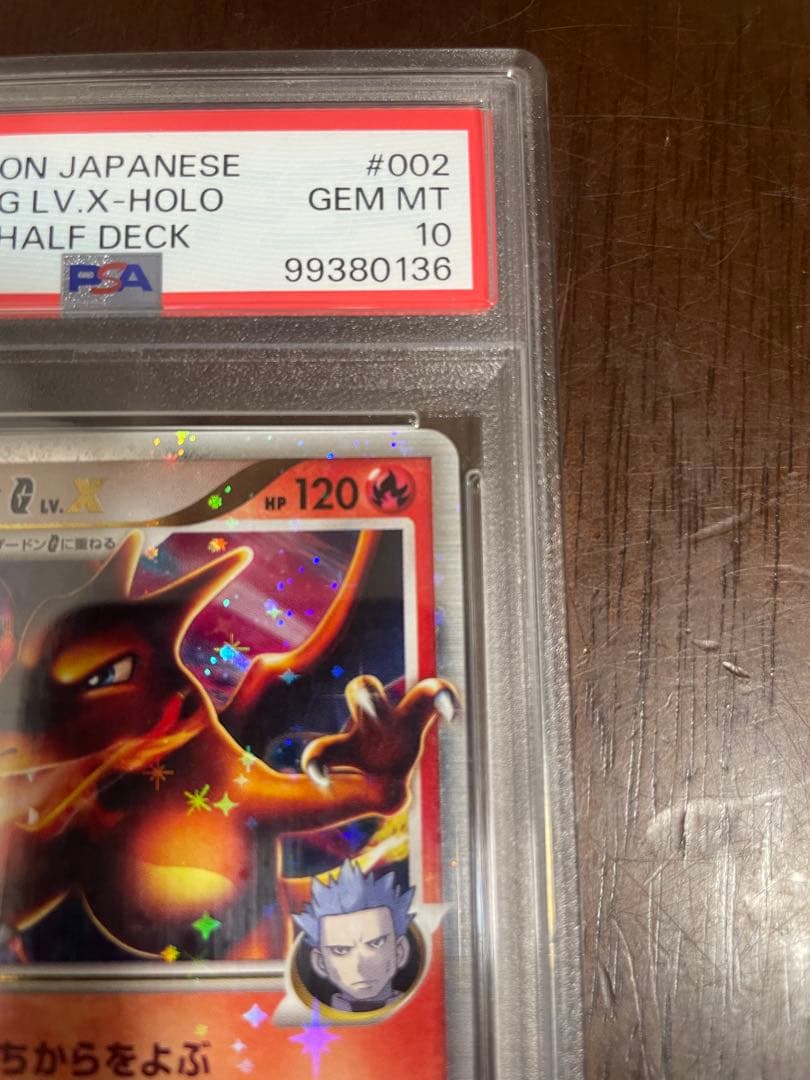 ON JAPANESE #002
G LV.X-HOLO GEM MT
HALF DECK 10
PSA 99380136
G LV.X HP 120
ードンGに重ねる
ちからをよぶ